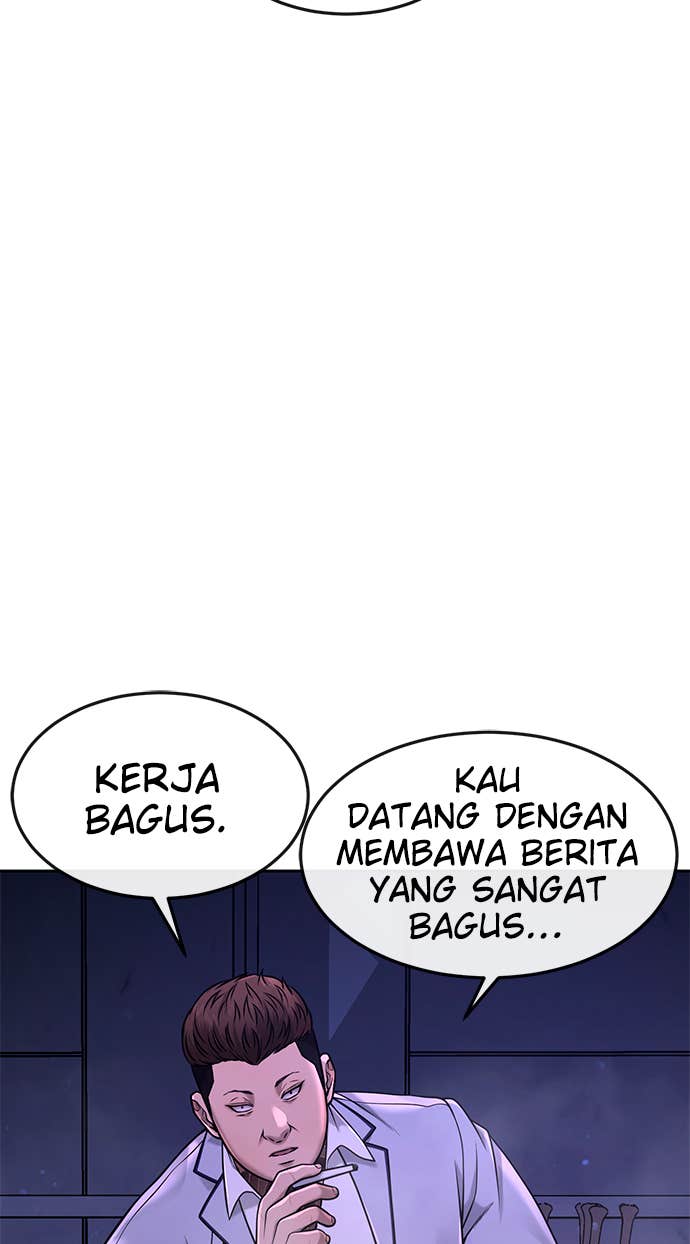 KERJA
BAGUS.
KAU
DATANG DENGAN
MEMBAWA BERITA
YANG SANGAT
BAGUS...